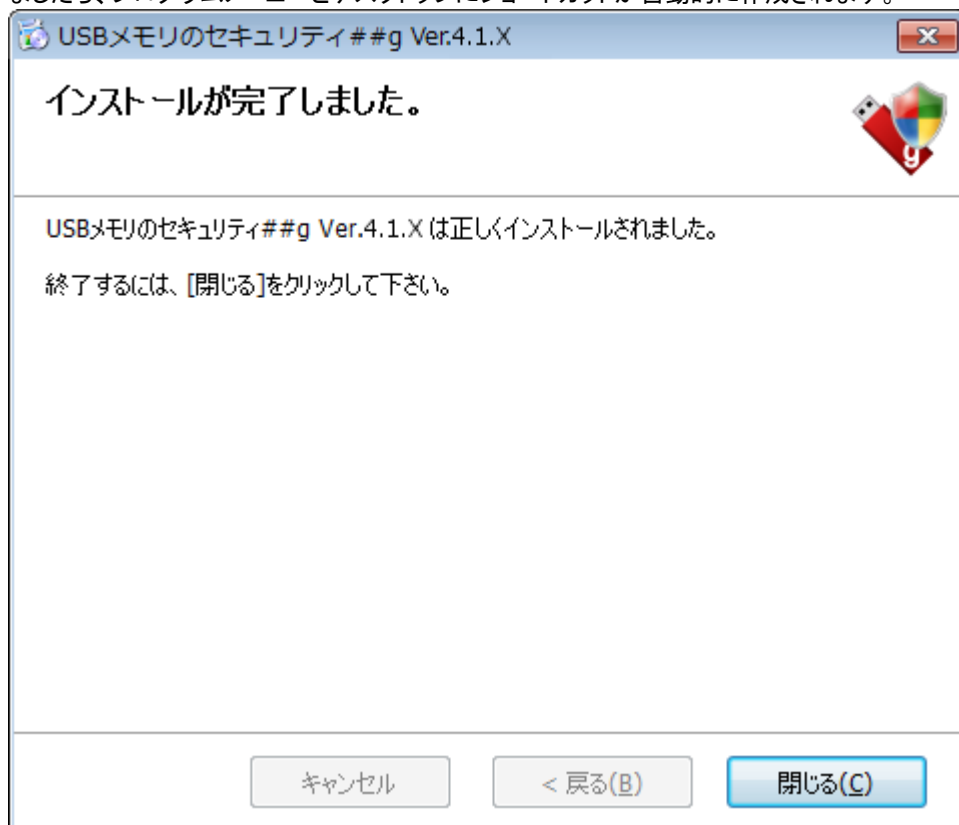 USBメモリのセキュリティ##g Ver.4.1.X
インストールが完了しました。
g
USBメモリのセキュリティ##g Ver.4.1.X は正しくインストールされました。
終了するには、[閉じる]をクリックして下さい。
キャンセル
< 戻る(B)
閉じる(C)